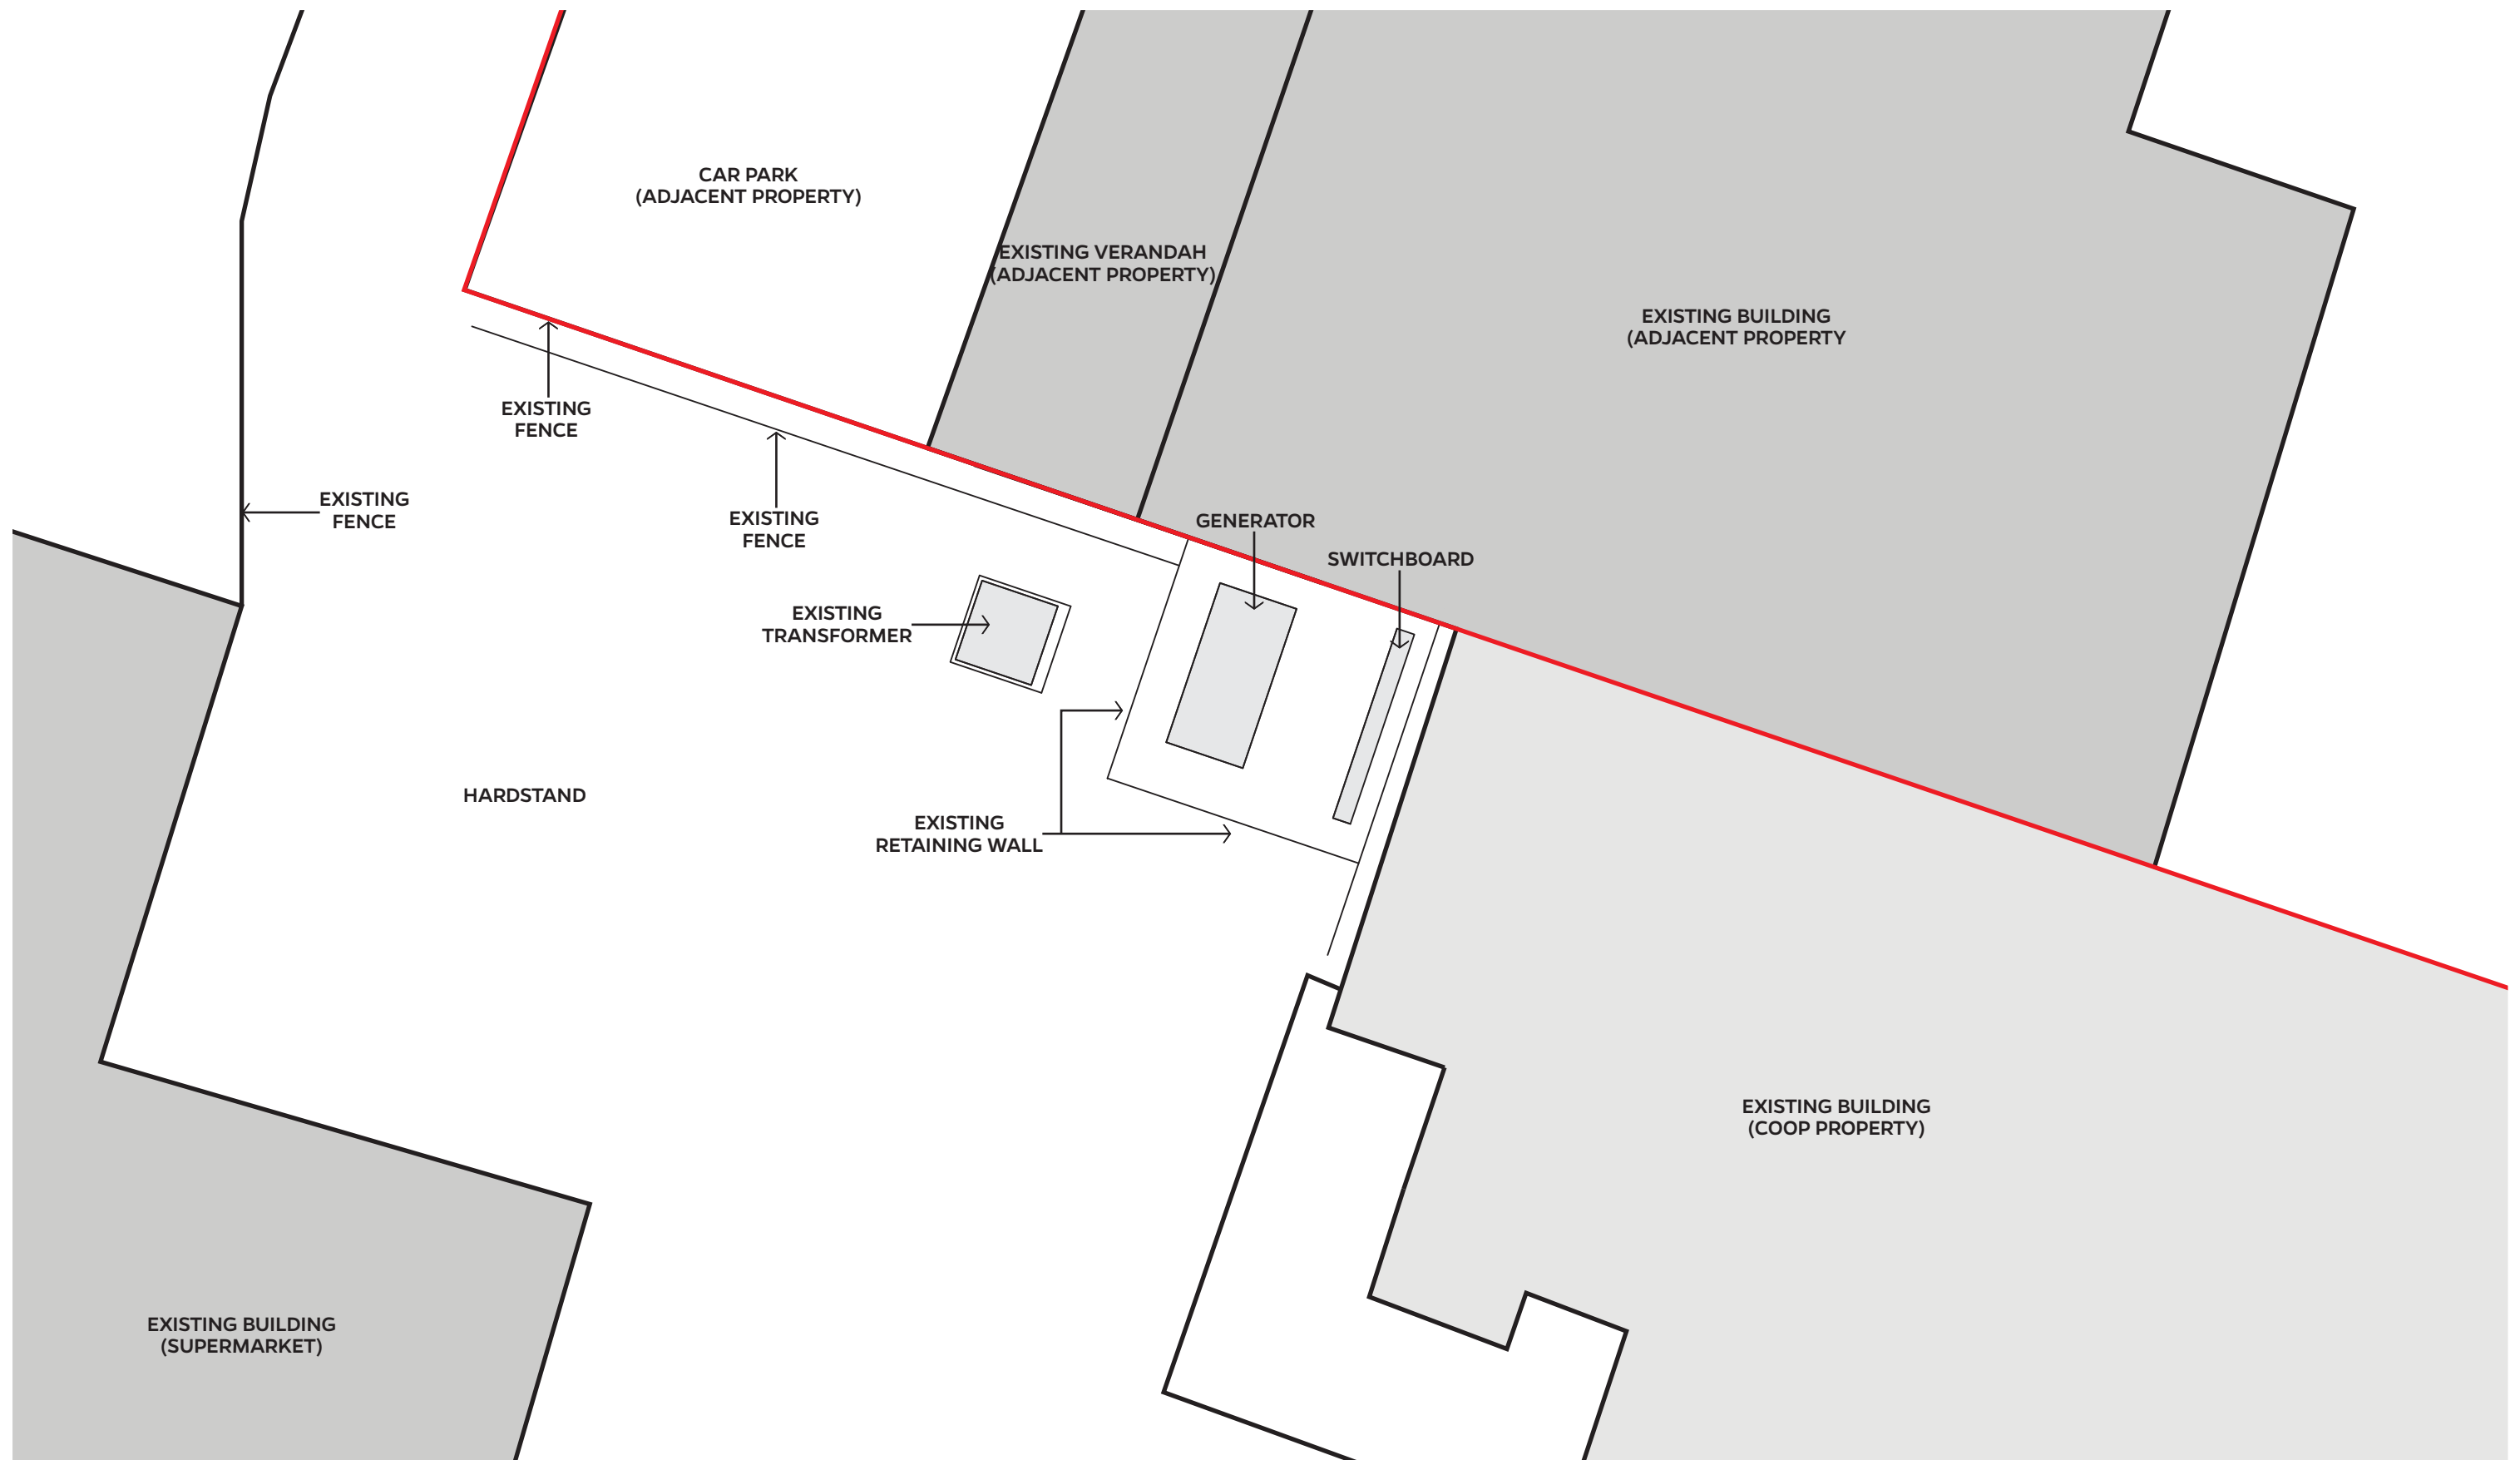 CAR PARK
(ADJACENT PROPERTY)
EXISTING VERANDAH
(ADJACENT PROPERTY)
EXISTING BUILDING
(ADJACENT PROPERTY
EXISTING
FENCE
EXISTING
FENCE
EXISTING
FENCE
GENERATOR
SWITCHBOARD
EXISTING
TRANSFORMER
HARDSTAND
EXISTING
RETAINING WALL
EXISTING BUILDING
(COOP PROPERTY)
EXISTING BUILDING
(SUPERMARKET)